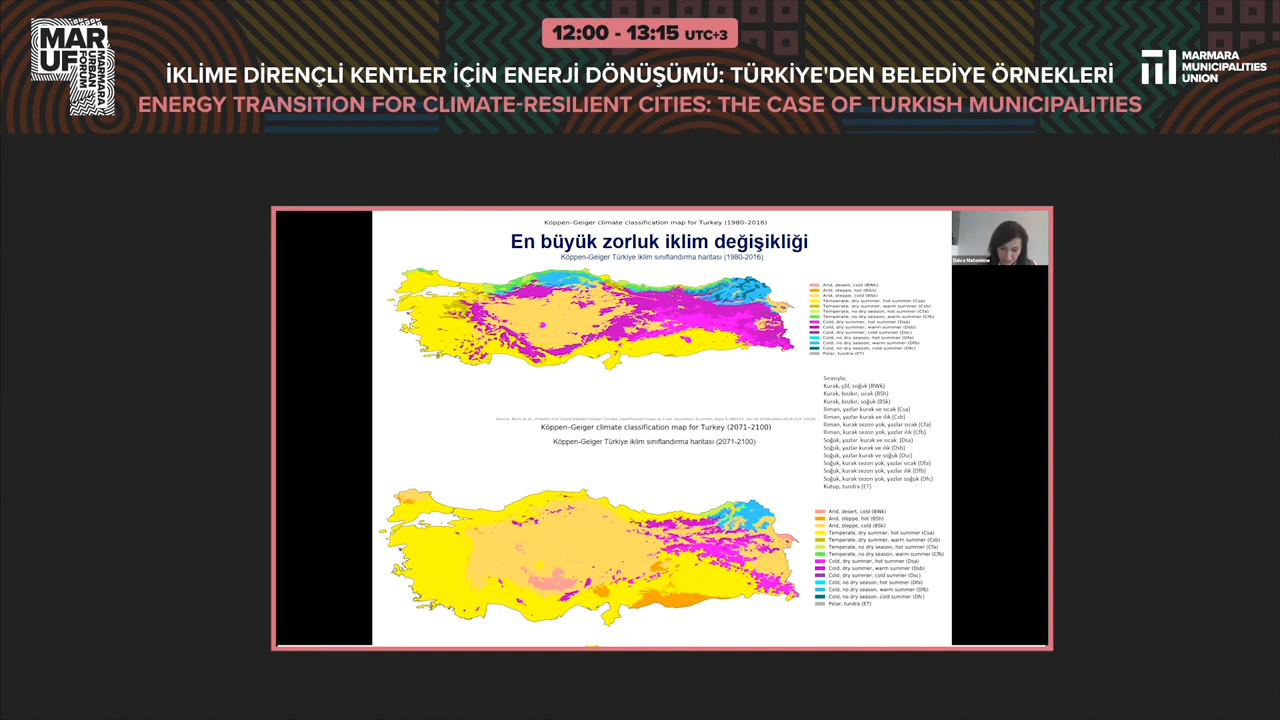 MAR
UF
MARMARA
URBAN
FORUM
12:00 - 13:15 UTC+3
İKLİME DİRENÇLİ KENTLER İÇİN ENERJİ DÖNÜŞÜMÜ: TÜRKİYE'DEN BELEDİYE ÖRNEKLERİ
ENERGY TRANSITION FOR CLIMATE-RESILIENT CITIES: THE CASE OF TURKISH MUNICIPALITIES
MARMARA
MUNICIPALITIES
UNION
Köppen–Geiger climate classification map for Turkey (1980–2016)
En büyük zorluk iklim değişikliği
Köppen-Geiger Türkiye iklim sınıflandırma haritası (1980-2016)
Arid, desert, cold (BWk)
Arid, steppe, hot (BSh)
Arid, steppe, cold (BSk)
Temperate, dry summer, hot summer (Csa)
Temperate, dry summer, warm summer (Csb)
Temperate, no dry season, hot summer (Cfa)
Temperate, no dry season, warm summer (Cfb)
Cold, dry summer, hot summer (Dsa)
Cold, dry summer, warm summer (Dsb)
Cold, dry summer, cold summer (Dsc)
Cold, no dry season, hot summer (Dfa)
Cold, no dry season, warm summer (Dfb)
Cold, no dry season, cold summer (Dfc)
Polar, tundra (ET)
Sırasıyla;
Kurak, çöl, soğuk (BWk)
Kurak, bozkır, sıcak (BSh)
Kurak, bozkır, soğuk (BSk)
Ilıman, yazlar kurak ve sıcak (Csa)
Ilıman, yazlar kurak ve ılık (Csb)
Ilıman, kurak sezon yok, yazlar sıcak (Cfa)
Ilıman, kurak sezon yok, yazlar ılık (Cfb)
Soğuk, yazlar kurak ve sıcak (Dsa)
Soğuk, yazlar kurak ve ılık (Dsb)
Soğuk, yazlar kurak ve soğuk (Dsc)
Soğuk, kurak sezon yok, yazlar sıcak (Dfa)
Soğuk, kurak sezon yok, yazlar ılık (Dfb)
Soğuk, kurak sezon yok, yazlar soğuk (Dfc)
Kutup, tundra (ET)
Köppen–Geiger climate classification map for Turkey (2071–2100)
Köppen-Geiger Türkiye iklim sınıflandırma haritası (2071-2100)
Arid, desert, cold (BWk)
Arid, steppe, hot (BSh)
Arid, steppe, cold (BSk)
Temperate, dry summer, hot summer (Csa)
Temperate, dry summer, warm summer (Csb)
Temperate, no dry season, hot summer (Cfa)
Temperate, no dry season, warm summer (Cfb)
Cold, dry summer, hot summer (Dsa)
Cold, dry summer, warm summer (Dsb)
Cold, dry summer, cold summer (Dsc)
Cold, no dry season, hot summer (Dfa)
Cold, no dry season, warm summer (Dfb)
Cold, no dry season, cold summer (Dfc)
Polar, tundra (ET)